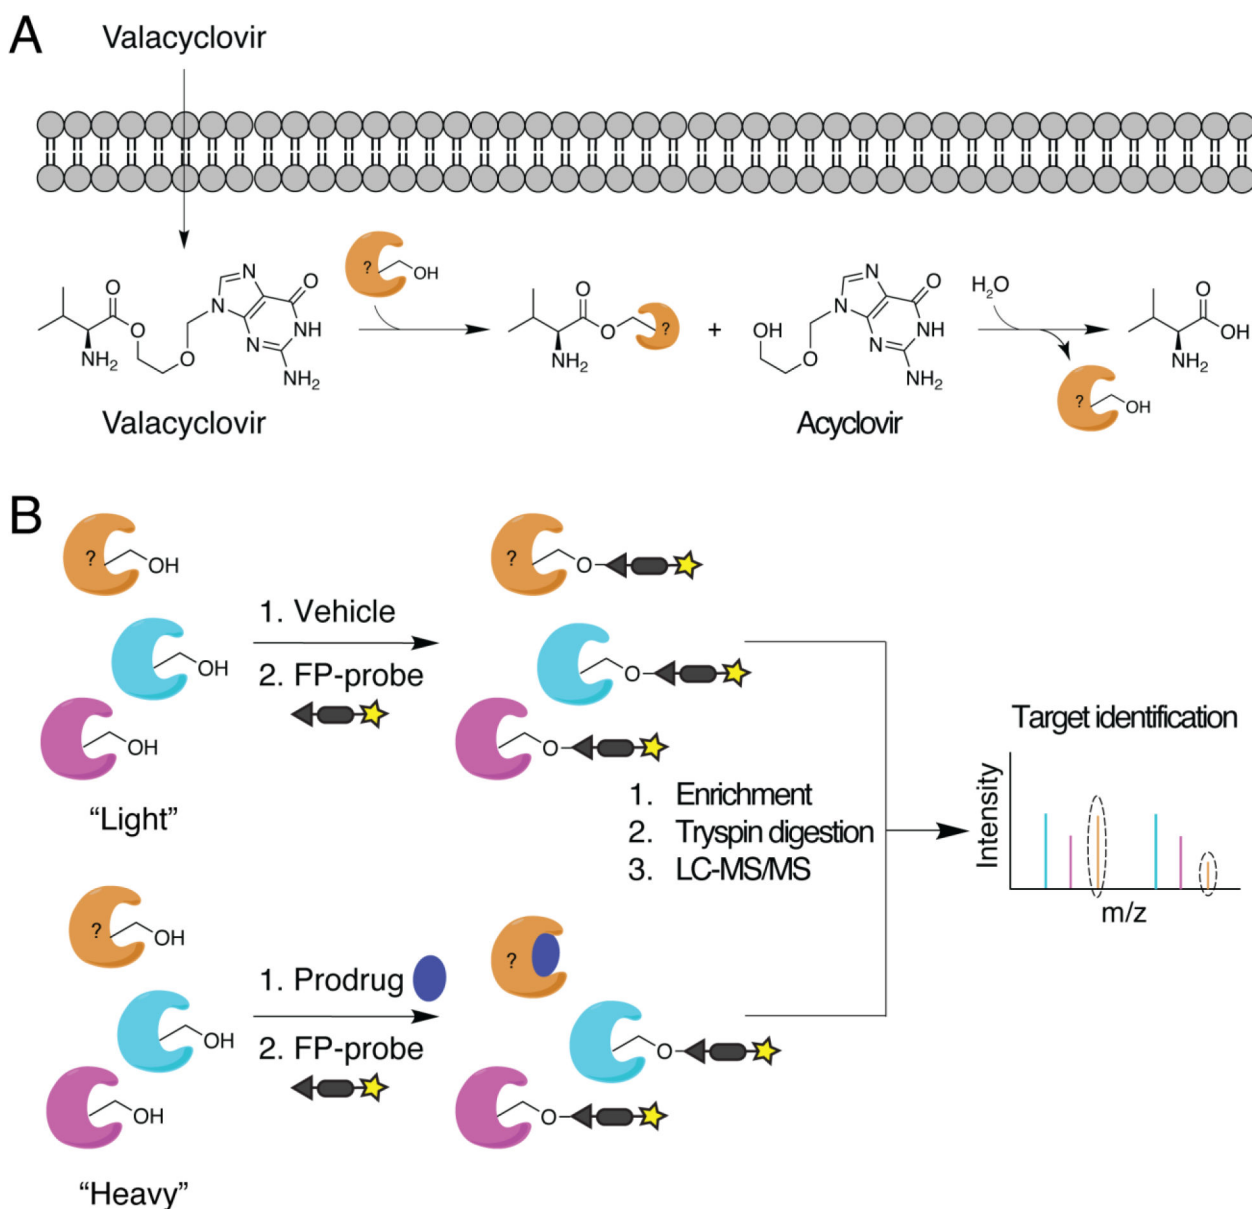 A
Valacyclovir
O
O
NH2
O
N
N
O
NH
N
NH2
Valacyclovir
?
OH
O
O
NH2
?
+
OH
O
N
N
O
NH
N
NH2
Acyclovir
H2O
?
OH
O
OH
NH2
B
?
OH
OH
OH
"Light"
1. Vehicle
2. FP-probe
?
O
O
O
1. Enrichment
2. Tryspin digestion
3. LC-MS/MS
Target identification
Intensity
m/z
?
OH
OH
OH
"Heavy"
1. Prodrug
2. FP-probe
?
O
O